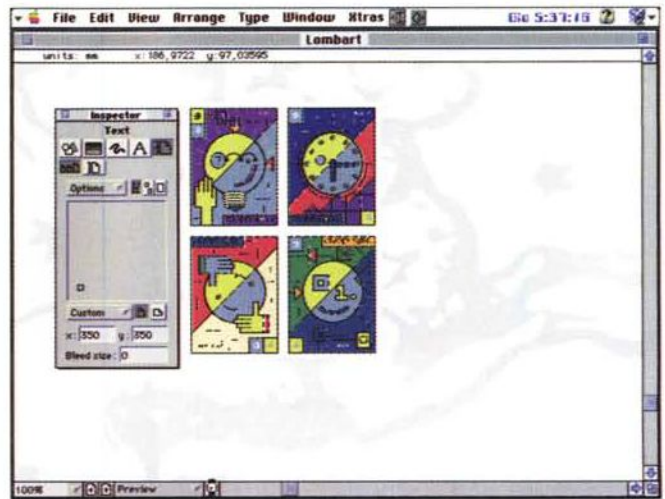 File Edit View Arrange Type Window Xtras
Gio 5:37:18
Lombart
units: mm x:186,9722 y:97,03595
Inspector
Text
Options
Custom
x: 350 y: 350
Bleed size: 0
100% Preview